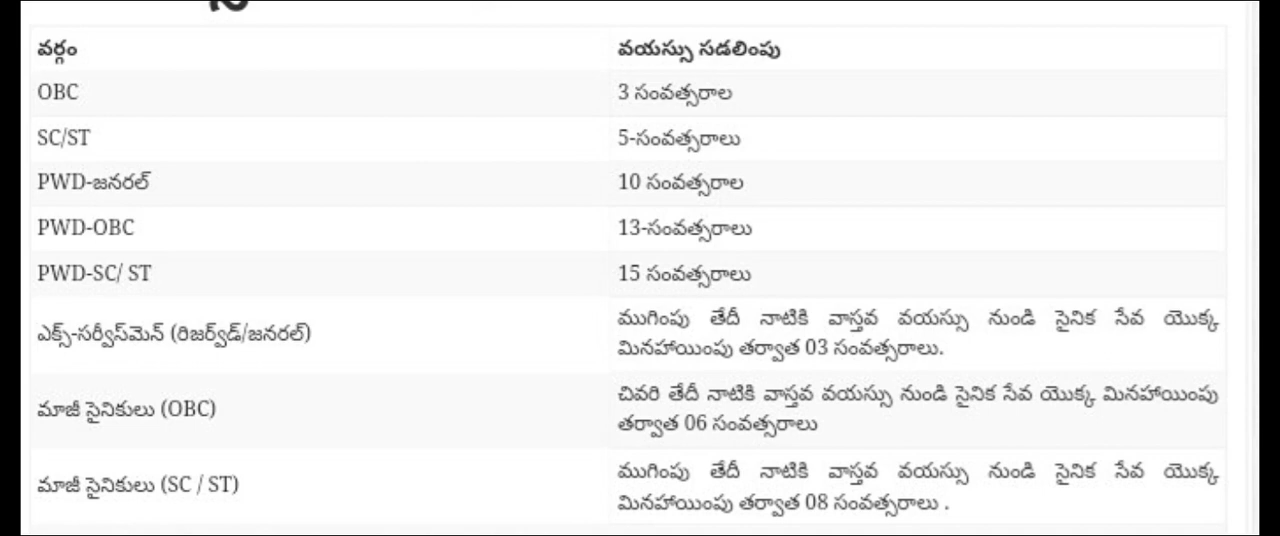 వర్గం వయస్సు సడలింపు
OBC 3 సంవత్సరాల
SC/ST 5-సంవత్సరాలు
PWD-జనరల్ 10 సంవత్సరాల
PWD-OBC 13-సంవత్సరాలు
PWD-SC/ ST 15 సంవత్సరాలు
ఎక్స్-సర్వీస్‌మెన్ (రిజర్వ్‌డ్/జనరల్) ముగింపు తేదీ నాటికి వాస్తవ వయస్సు నుండి సైనిక సేవ యొక్క
మినహాయింపు తర్వాత 03 సంవత్సరాలు.
మాజీ సైనికులు (OBC) చివరి తేదీ నాటికి వాస్తవ వయస్సు నుండి సైనిక సేవ యొక్క మినహాయింపు
తర్వాత 06 సంవత్సరాలు
మాజీ సైనికులు (SC / ST) ముగింపు తేదీ నాటికి వాస్తవ వయస్సు నుండి సైనిక సేవ యొక్క
మినహాయింపు తర్వాత 08 సంవత్సరాలు .